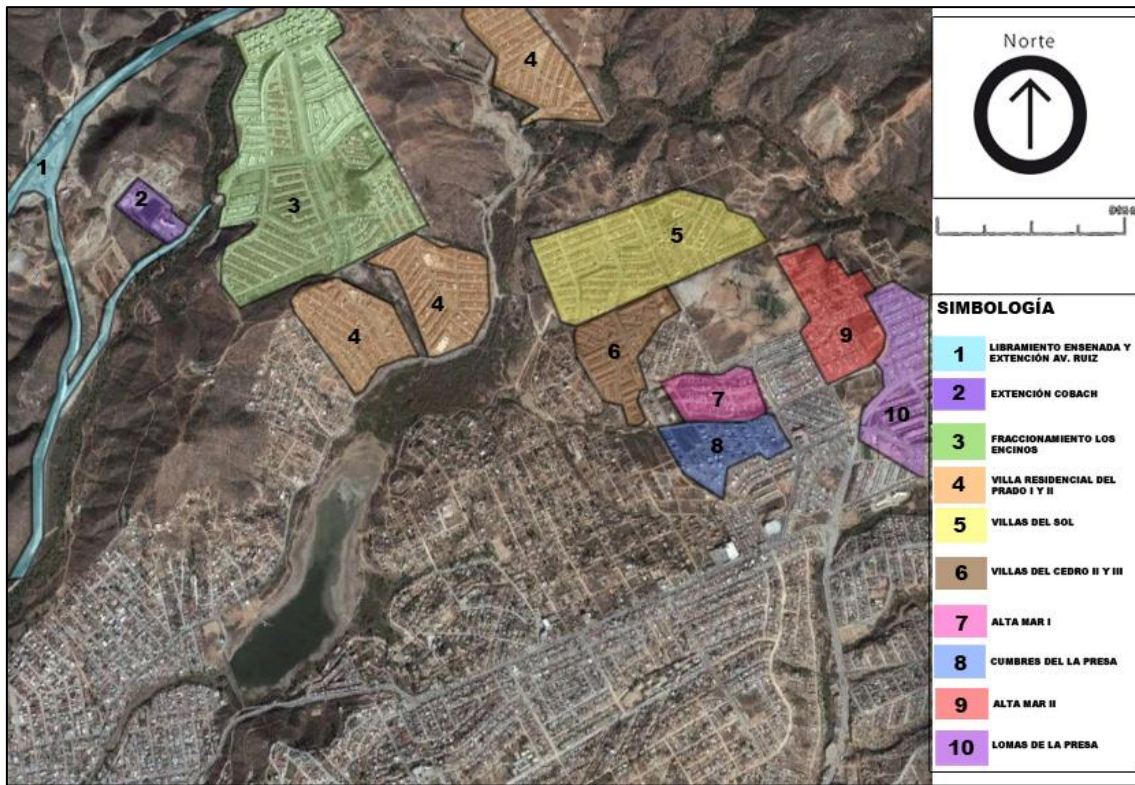 4
1
2
3
4
4
5
6
7
8
9
10
Norte
SIMBOLOGÍA
1 LIBRAMIENTO ENSENADA Y
EXTENCIÓN AV. RUIZ
2 EXTENCIÓN COBACH
3 FRACCIONAMIENTO LOS
ENCINOS
4 VILLA RESIDENCIAL DEL
PRADO I Y II
5 VILLAS DEL SOL
6 VILLAS DEL CEDRO II Y III
7 ALTA MAR I
8 CUMBRES DEL LA PRESA
9 ALTA MAR II
10 LOMAS DE LA PRESA